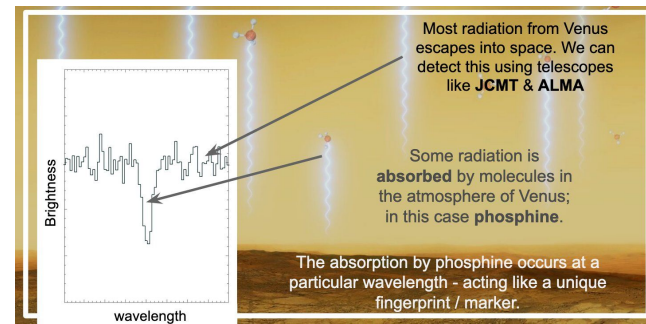 Most radiation from Venus
escapes into space. We can
detect this using telescopes
like JCMT & ALMA
Some radiation is
absorbed by molecules in
the atmosphere of Venus;
in this case phosphine.
The absorption by phosphine occurs at a
particular wavelength - acting like a unique
fingerprint / marker.
Brightness
wavelength